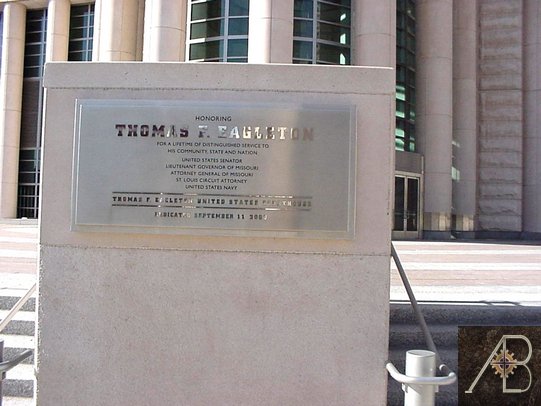 HONORING
THOMAS F. EAGLETON
FOR A LIFETIME OF DISTINGUISHED SERVICE TO
HIS COMMUNITY, STATE AND NATION
UNITED STATES SENATOR
LIEUTENANT GOVERNOR OF MISSOURI
ATTORNEY GENERAL OF MISSOURI
ST. LOUIS CIRCUIT ATTORNEY
UNITED STATES NAVY
THOMAS F. EAGLETON UNITED STATES COURTHOUSE
DEDICATED SEPTEMBER 11
AB